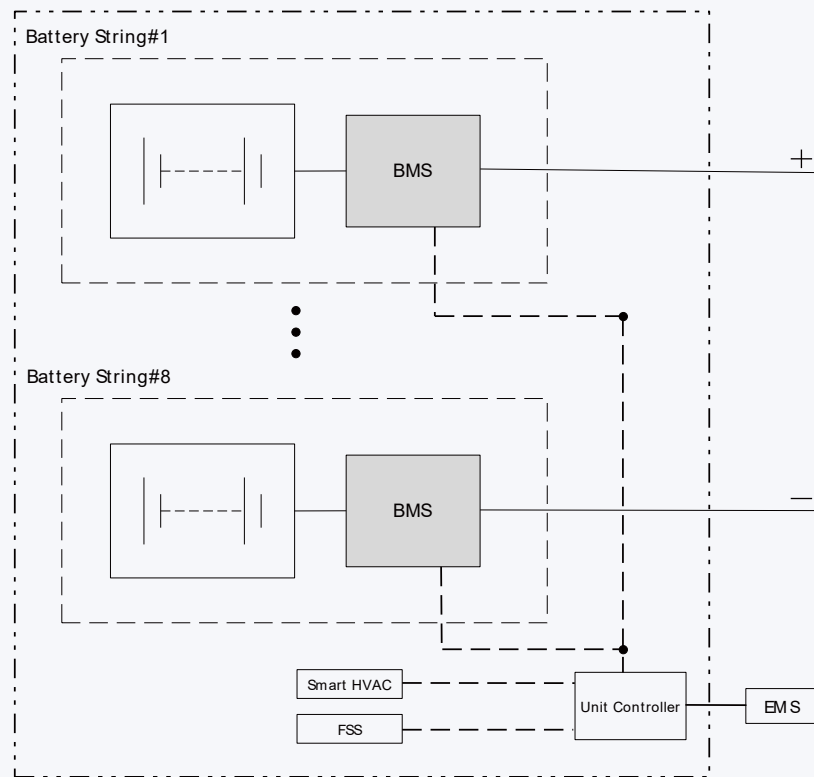 Battery String#1
BMS
+
Battery String#8
BMS
—
Smart HVAC
Unit Controller
EMS
FSS